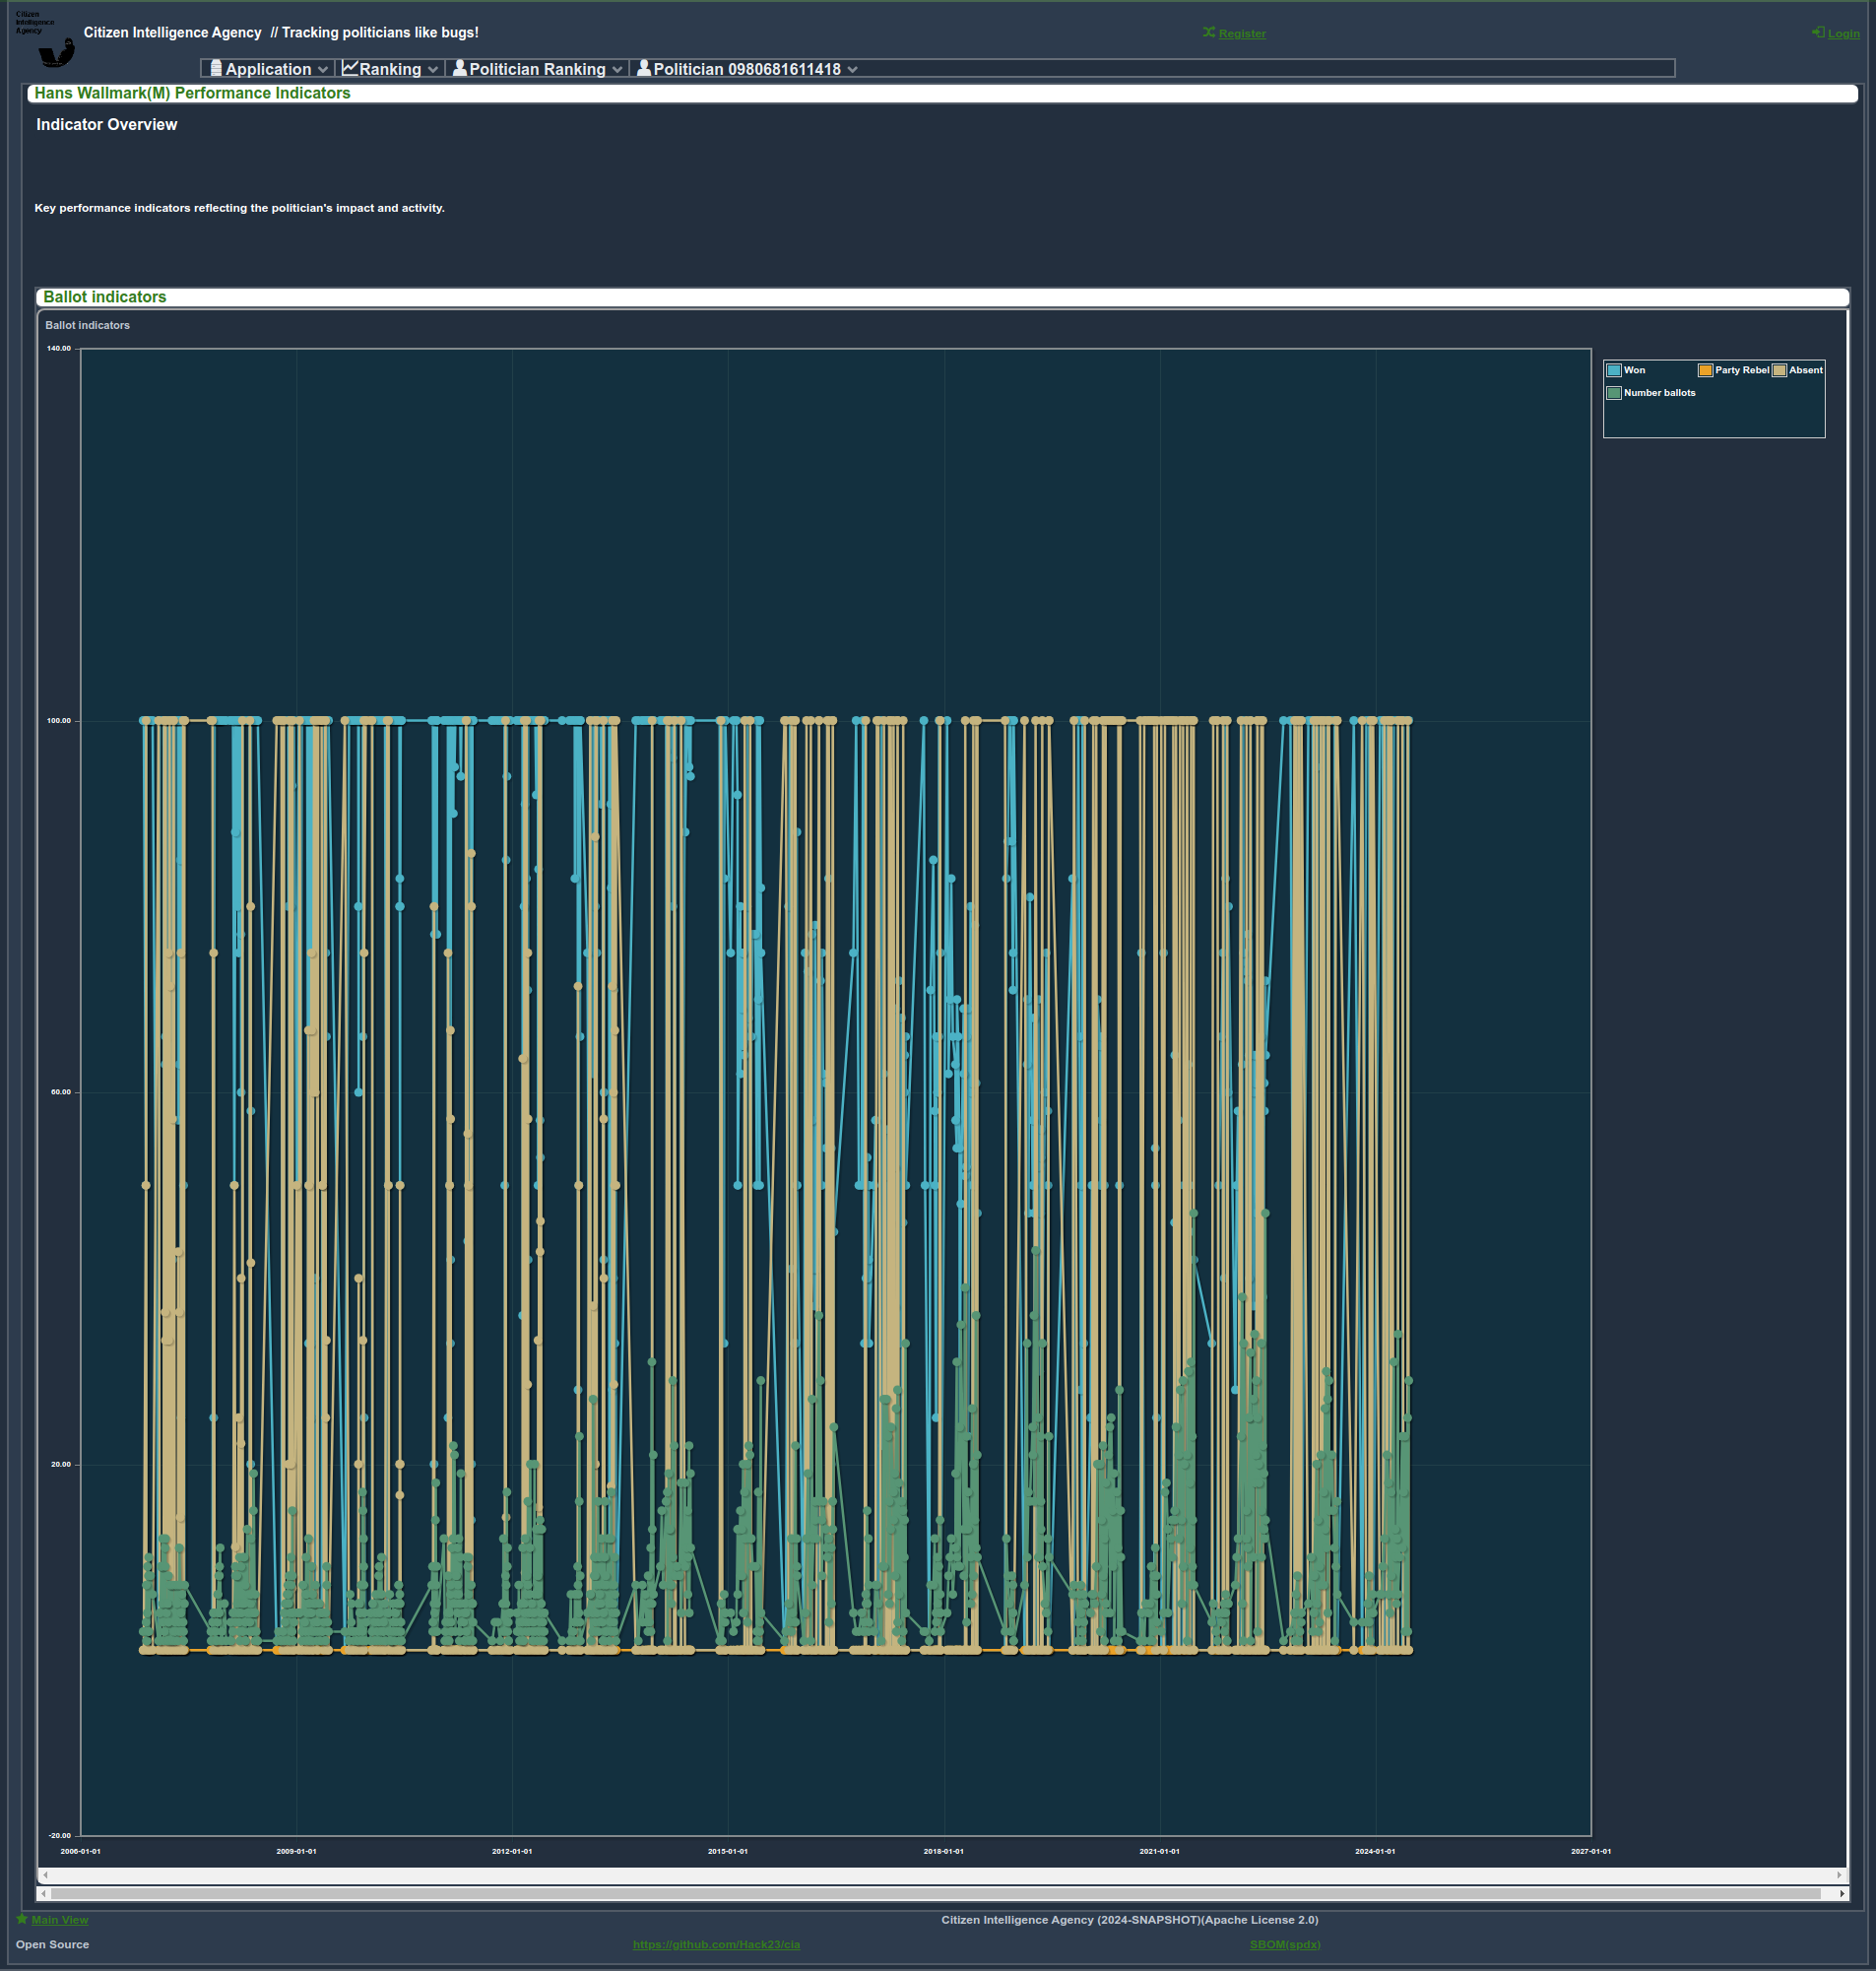 Citizen
Intelligence
Agency
Citizen Intelligence Agency // Tracking politicians like bugs!
Register
Login
Application
Ranking
Politician Ranking
Politician 0980681611418
Hans Wallmark(M) Performance Indicators
Indicator Overview
Key performance indicators reflecting the politician's impact and activity.
Ballot indicators
Ballot indicators
140.00
100.00
60.00
20.00
-20.00
2006-01-01
2009-01-01
2012-01-01
2015-01-01
2018-01-01
2021-01-01
2024-01-01
2027-01-01
Won
Party Rebel
Absent
Number ballots
Main View
Citizen Intelligence Agency (2024-SNAPSHOT)(Apache License 2.0)
Open Source
https://github.com/Hack23/cia
SBOM(spdx)